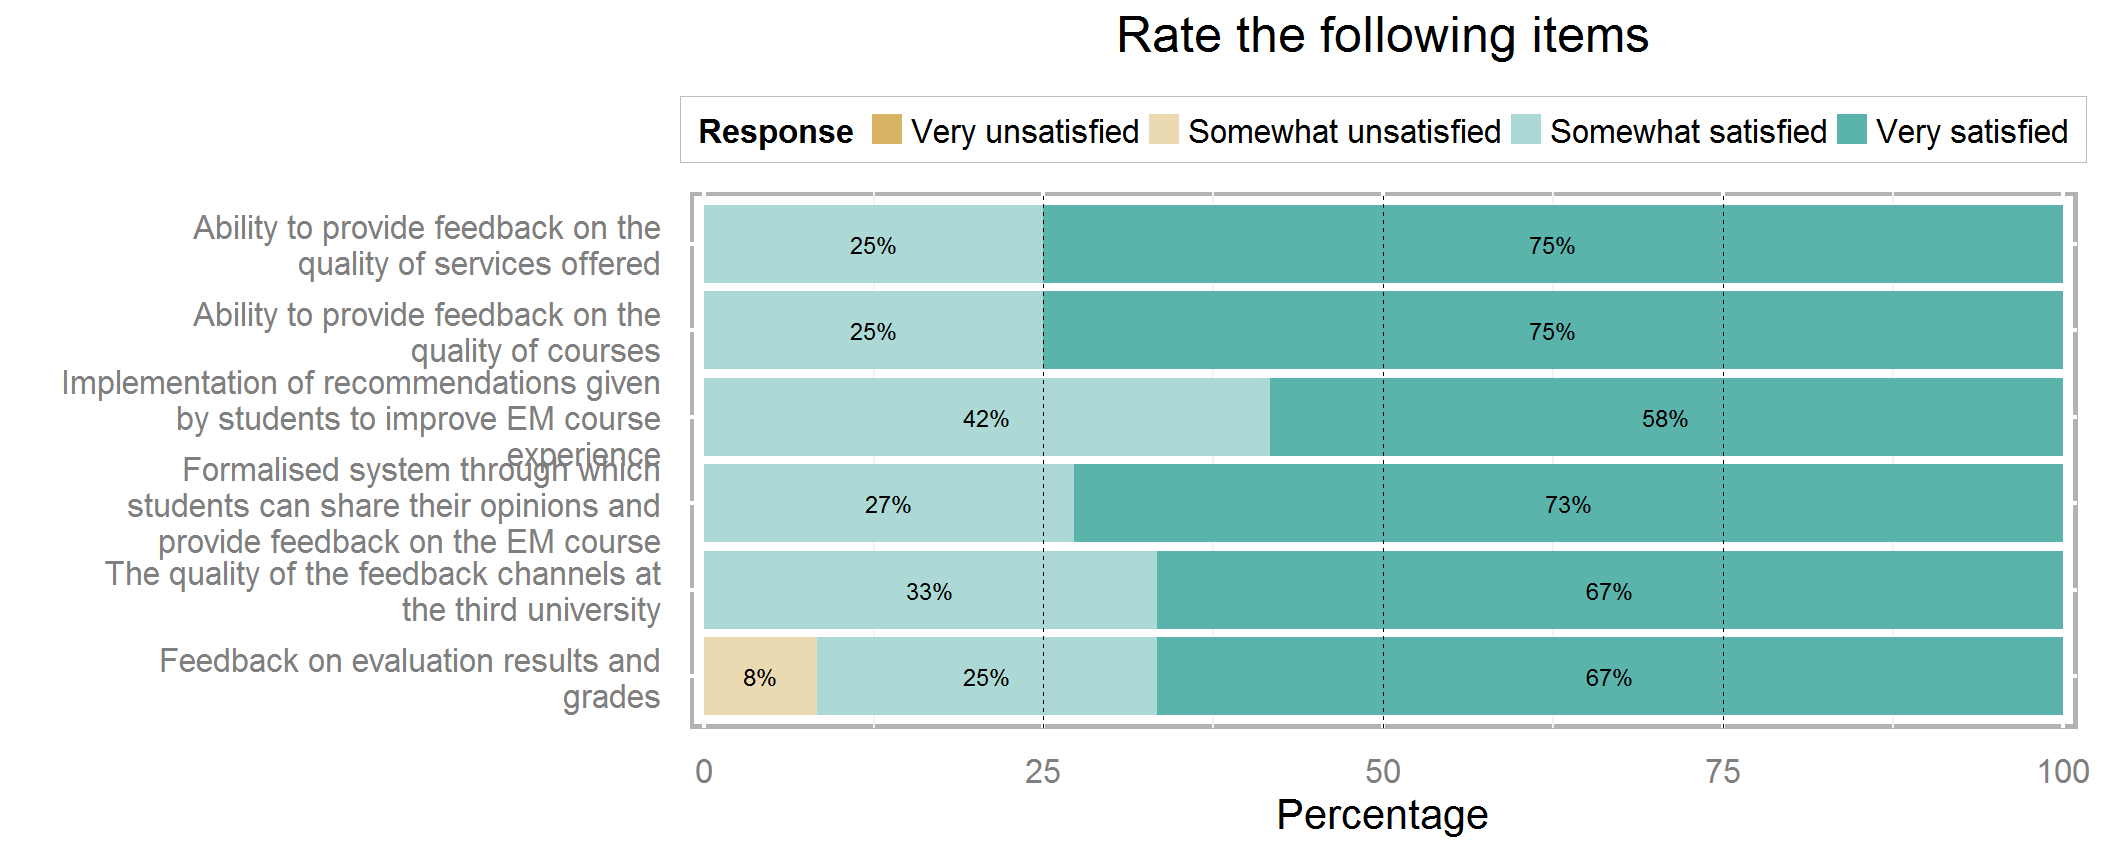 Rate the following items
Response Very unsatisfied Somewhat unsatisfied Somewhat satisfied Very satisfied
Ability to provide feedback on the
quality of services offered
25% 75%
Ability to provide feedback on the
quality of courses
25% 75%
Implementation of recommendations given
by students to improve EM course
experience
42% 58%
Formalised system through which
students can share their opinions and
provide feedback on the EM course
27% 73%
The quality of the feedback channels at
the third university
33% 67%
Feedback on evaluation results and
grades
8% 25% 67%
0 25 50 75 100
Percentage